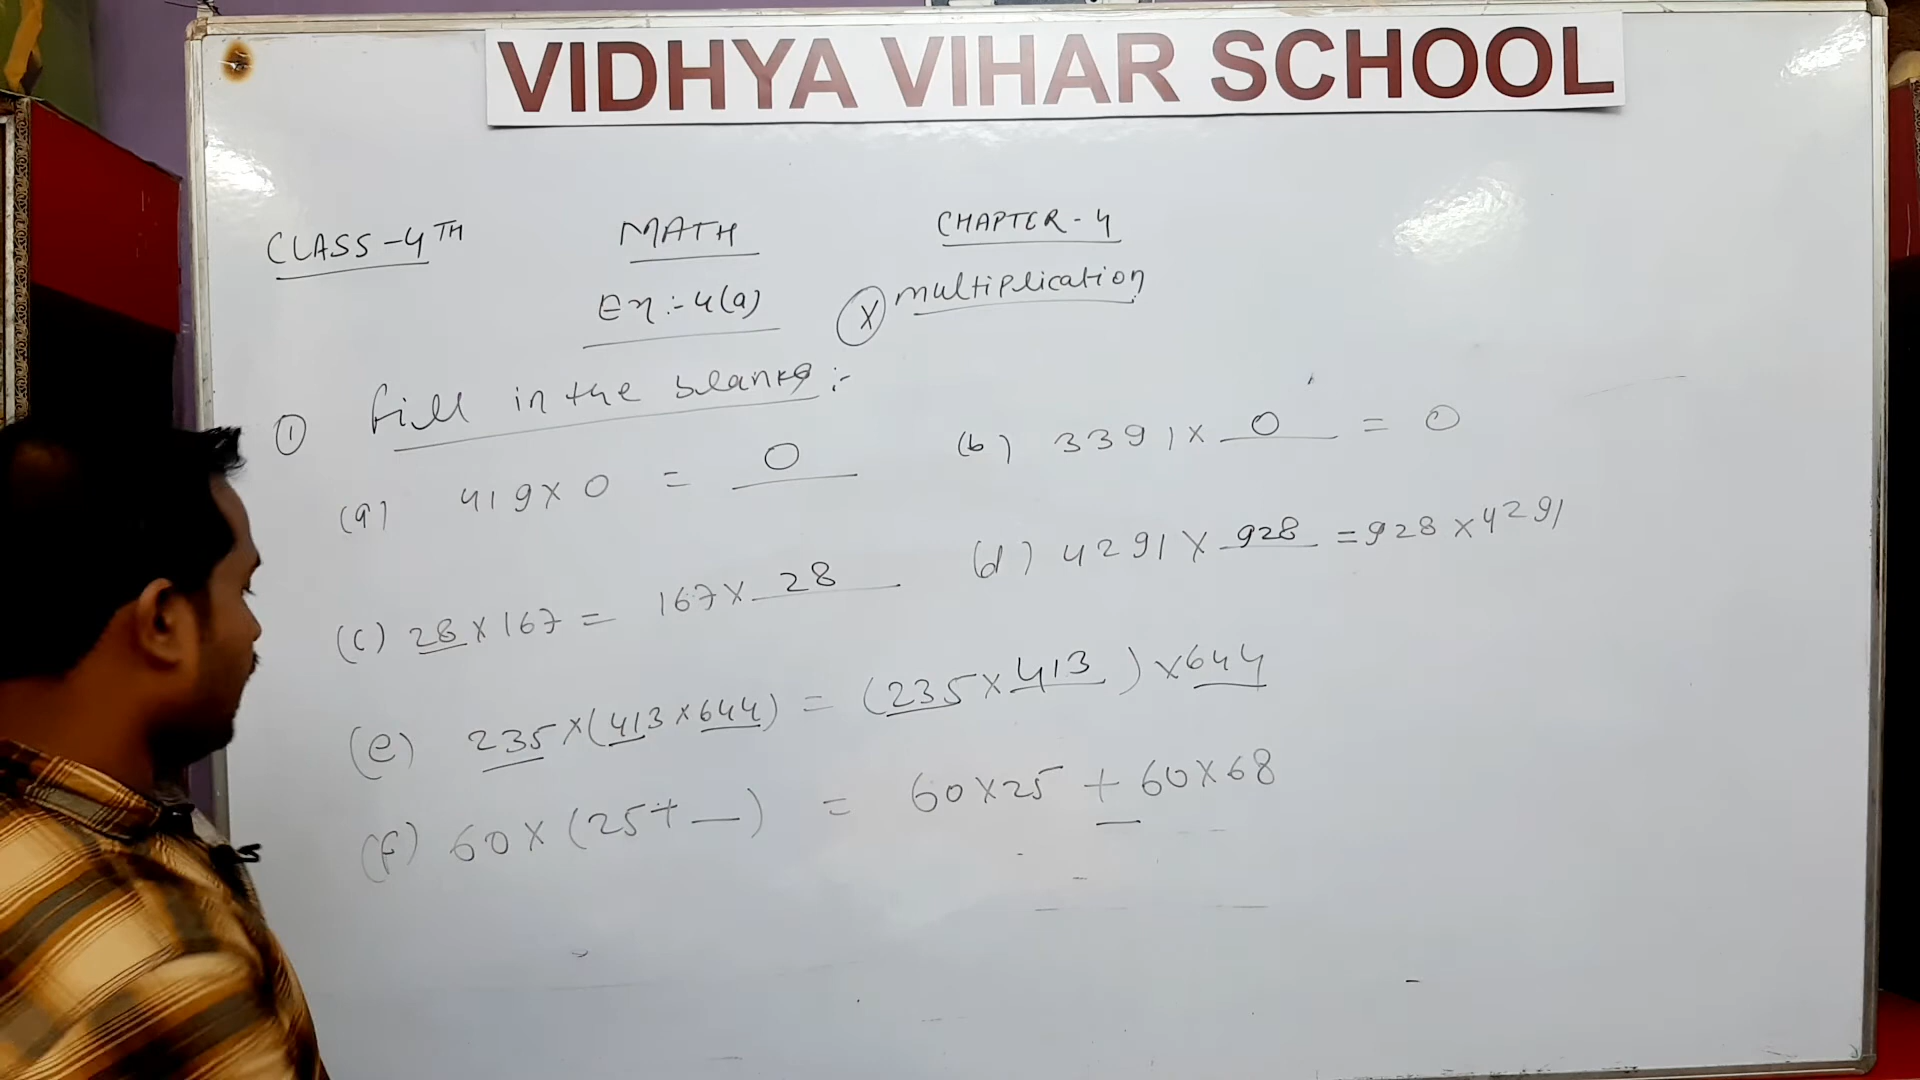 VIDHYA VIHAR SCHOOL
CLASS-4TH MATH CHAPTER-4
Ex:-4(a) (X) multiplication
① fill in the blanks:-
(a) 419 x 0 = 0 (b) 3391 x 0 = 0
(c) 28 x 167 = 167 x 28 (d) 4291 x 928 = 928 x 4291
(e) 235 x (413 x 644) = (235 x 413) x 644
(f) 60 x (25 + __) = 60 x 25 + 60 x 68